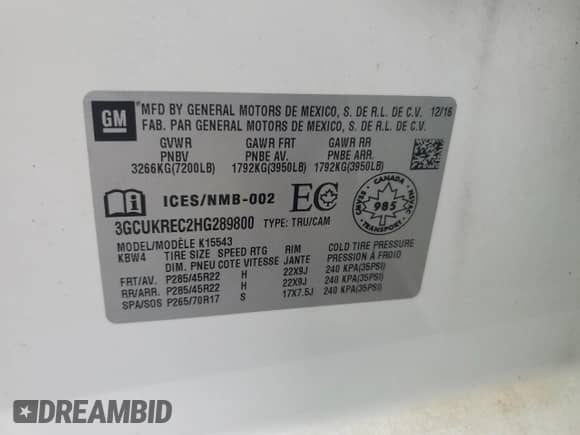 GM
*MFD BY GENERAL MOTORS DE MEXICO, S. DE R.L. DE C.V. 12/16
FAB. PAR GENERAL MOTORS DE MEXICO, S. DE R.L. DE C.V.
GVWR GAWR FRT GAWR RR
PNBV PNBE AV. PNBE ARR.
3266KG(7200LB) 1792KG(3950LB) 1792KG(3950LB)
ICES/NMB-002 EC
CANADA
CMVSS 985 NSVAC
TRANSPORT
3GCUKREC2HG289800 TYPE: TRU/CAM
MODEL/MODÈLE K15543
KBW4 TIRE SIZE SPEED RTG RIM COLD TIRE PRESSURE
DIM. PNEU COTE VITESSE JANTE PRESSION À FROID
FRT/AV. P285/45R22 H 22X9J 240 KPA(35PSI)
RR/ARR. P285/45R22 H 22X9J 240 KPA(35PSI)
SPA/SOS P265/70R17 S 17X7.5J 240 KPA(35PSI)
DREAMBID